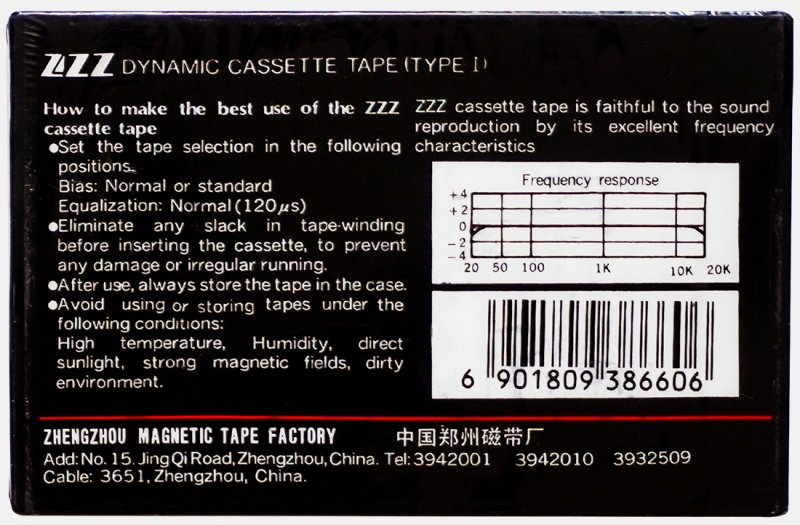 ZZZ DYNAMIC CASSETTE TAPE (TYPE I)
How to make the best use of the ZZZ
cassette tape
●Set the tape selection in the following
positions.
Bias: Normal or standard
Equalization: Normal (120μs)
●Eliminate any slack in tape-winding
before inserting the cassette, to prevent
any damage or irregular running.
●After use, always store the tape in the case.
●Avoid using or storing tapes under the
following conditions:
High temperature, Humidity, direct
sunlight, strong magnetic fields, dirty
environment.
ZZZ cassette tape is faithful to the sound
reproduction by its excellent frequency
characteristics
Frequency response
+4
+2
0
-2
-4
20 50 100 1K 10K 20K
6 901809 386606
ZHENGZHOU MAGNETIC TAPE FACTORY 中国郑州磁带厂
Add: No. 15. Jing Qi Road, Zhengzhou, China. Tel: 3942001 3942010 3932509
Cable: 3651, Zhengzhou, China.